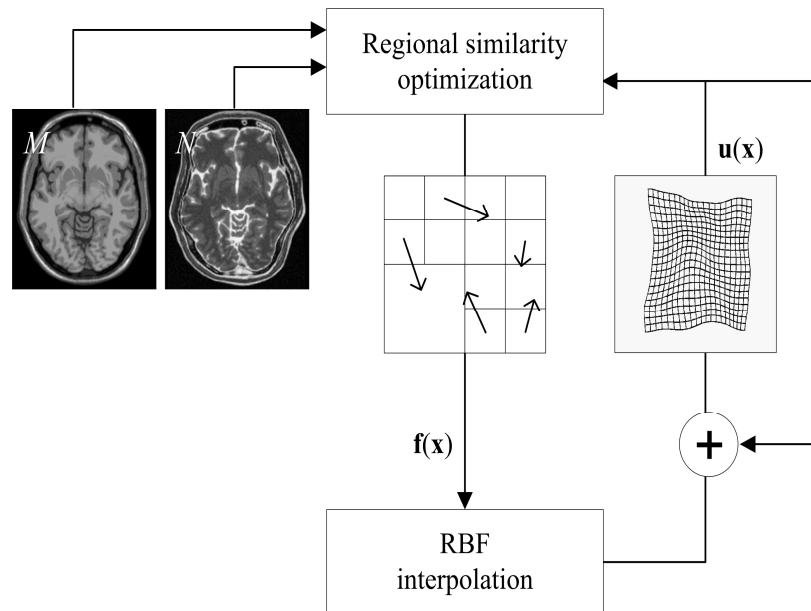 Regional similarity
optimization
M
N
u(x)
f(x)
+
RBF
interpolation